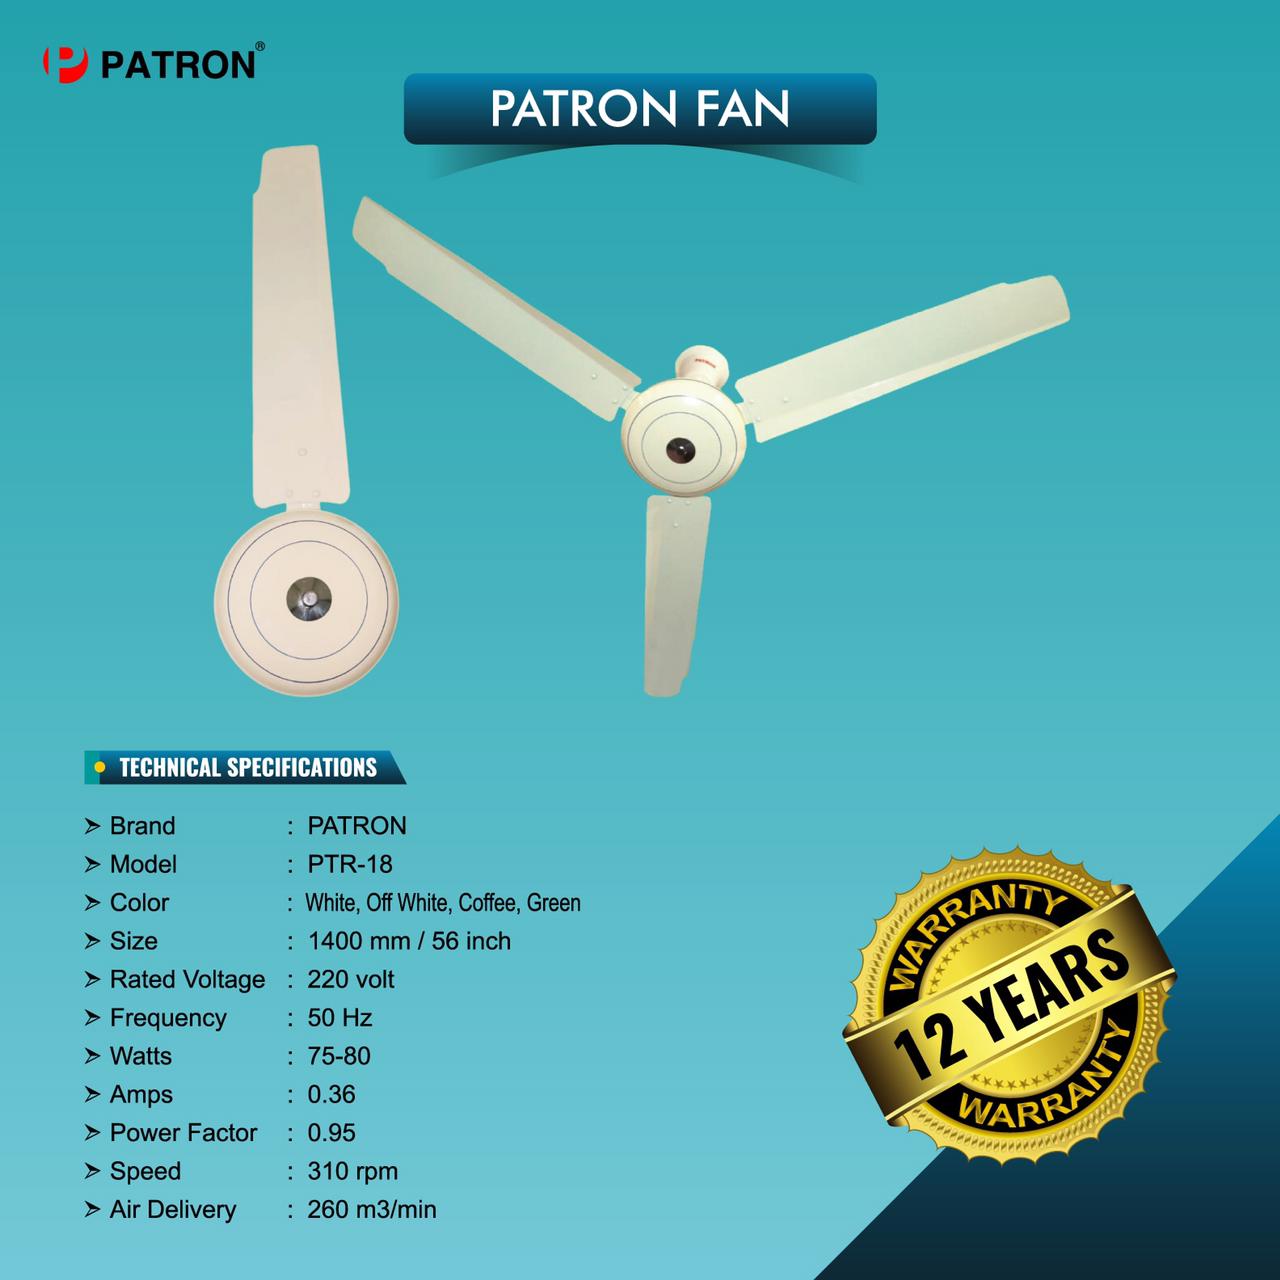 PATRON®
PATRON FAN
PATRON
TECHNICAL SPECIFICATIONS
Brand : PATRON
Model : PTR-18
Color : White, Off White, Coffee, Green
Size : 1400 mm / 56 inch
Rated Voltage : 220 volt
Frequency : 50 Hz
Watts : 75-80
Amps : 0.36
Power Factor : 0.95
Speed : 310 rpm
Air Delivery : 260 m3/min
WARRANTY
12 YEARS
WARRANTY